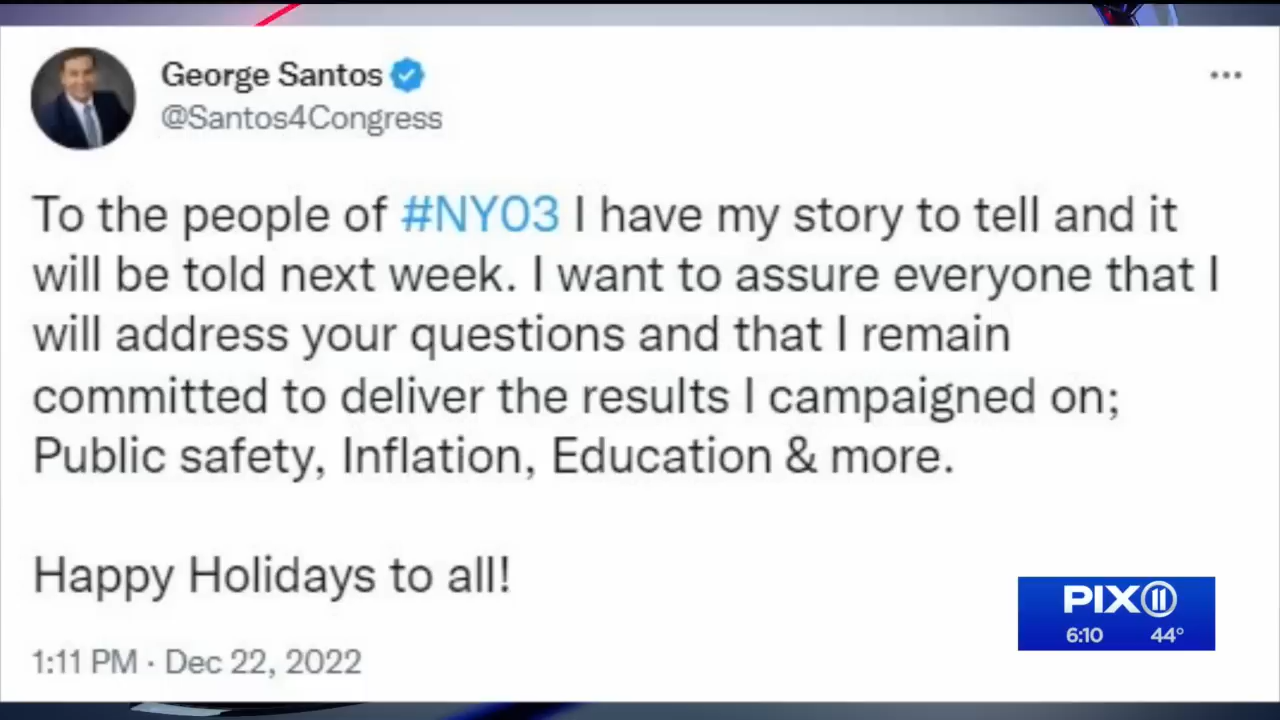 George Santos
@Santos4Congress
To the people of #NY03 I have my story to tell and it
will be told next week. I want to assure everyone that I
will address your questions and that I remain
committed to deliver the results I campaigned on;
Public safety, Inflation, Education & more.
Happy Holidays to all!
1:11 PM · Dec 22, 2022
PIX11
6:10 44°